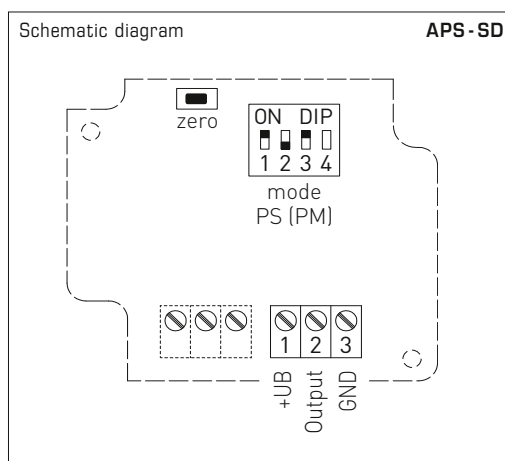 Schematic diagram APS-SD
zero
ON DIP
1 2 3 4
mode
PS (PM)
1 2 3
+UB
Output
GND